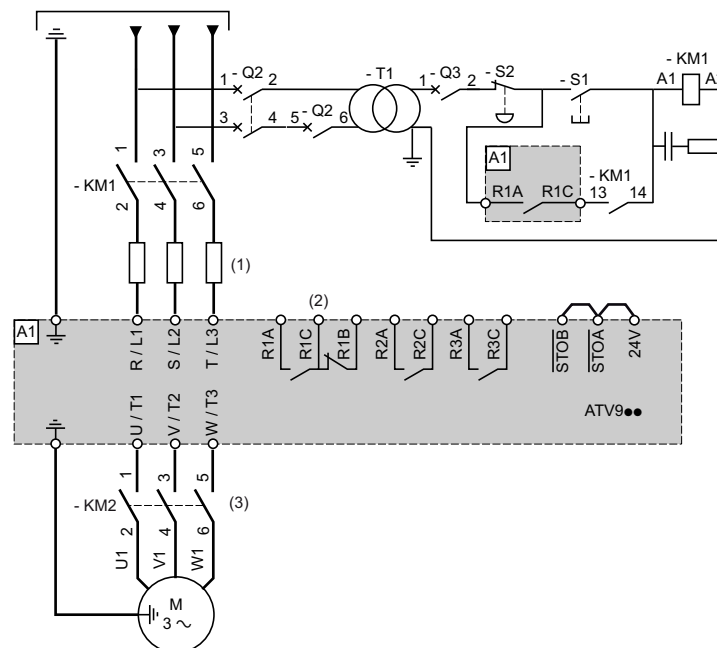 - Q2
1
2
- T1
1
- Q3
2
- S2
- S1
- KM1
A1
3
4
5
- Q2
6
1
3
5
- KM1
2
4
6
A1
R1A
R1C
- KM1
13
14
(1)
(2)
A1
R / L1
S / L2
T / L3
R1A
R1C
R1B
R2A
R2C
R3A
R3C
STOB
STOA
24V
U / T1
V / T2
W / T3
ATV9●●
1
3
5
- KM2
2
4
6
(3)
U1
V1
W1
M
3 ~